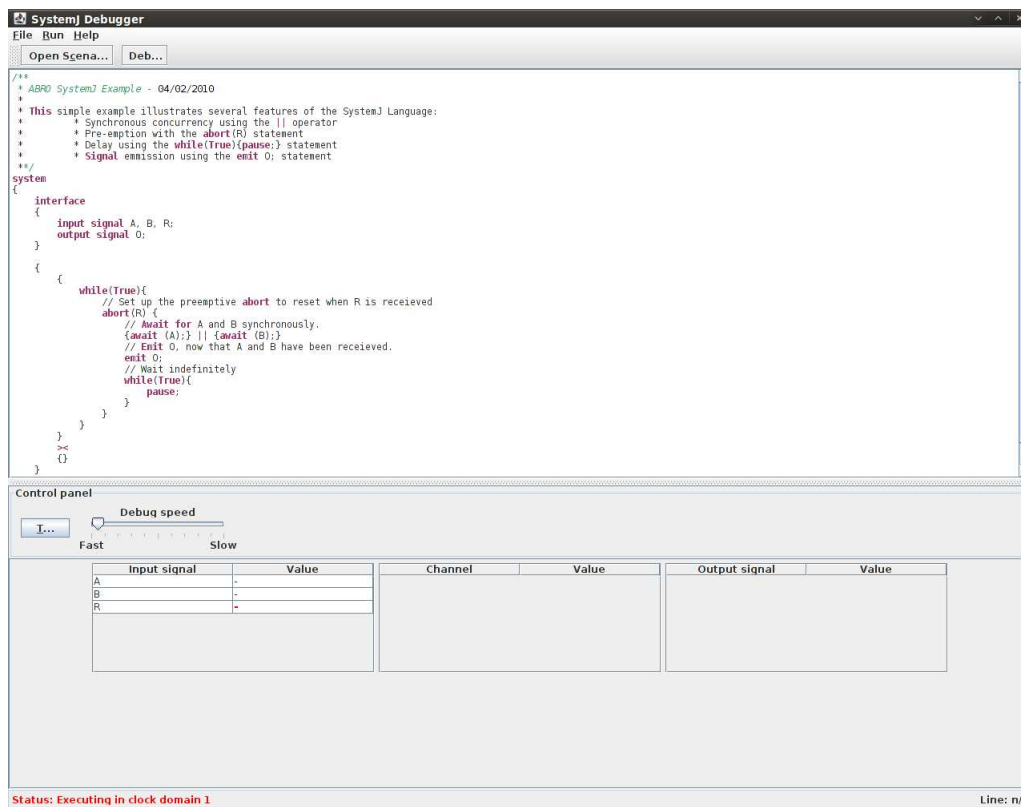 SystemJ Debugger
File Run Help
Open Scena... Deb...
/**
* ABRO SystemJ Example - 04/02/2010
*
* This simple example illustrates several features of the SystemJ Language:
* * Synchronous concurrency using the || operator
* * Pre-emption with the abort(R) statement
* * Delay using the while(True){pause;} statement
* * Signal emmission using the emit O; statement
**/
system
{
interface
{
input signal A, B, R;
output signal O;
}
{
{
while(True){
// Set up the preemptive abort to reset when R is receieved
abort(R) {
// Await for A and B synchronously.
{await (A);} || {await (B);}
// Emit O, now that A and B have been receieved.
emit O;
// Wait indefinitely
while(True){
pause;
}
}
}
}
><
{}
}
Control panel
Debug speed
T...
Fast Slow
Input signal Value Channel Value Output signal Value
A -
B -
R -
Status: Executing in clock domain 1 Line: n/